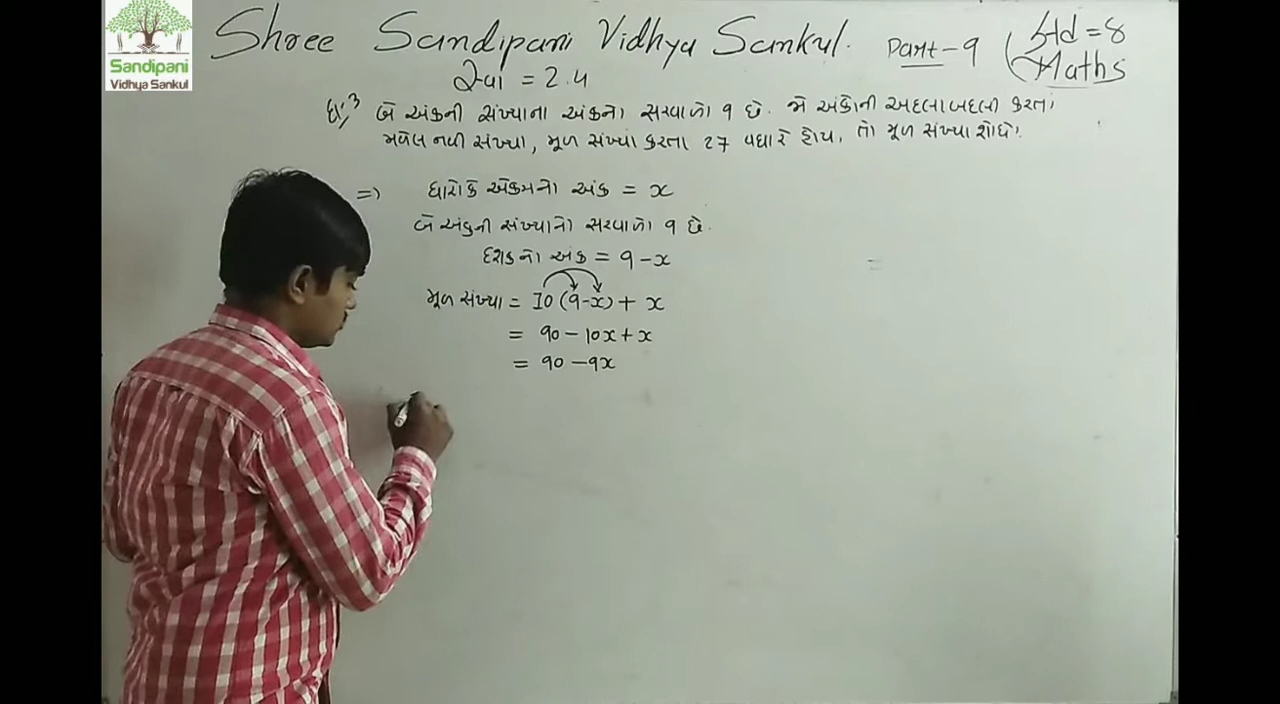 Sandipani
Vidhya Sankul
Shree Sandipani Vidhya Sankul. Part-9 (Std = 8
Maths
સ્વા = 2.4
દા;3 બે અંકની સંખ્યાના અંકનો સરવાળો 9 છે. જો અંકોની અદલાબદલી કરતા
મળેલ નવી સંખ્યા, મૂળ સંખ્યા કરતા 27 વધારે હોય, તો મૂળ સંખ્યા શોધો.
=> ધારોકે એકમનો અંક = x
બે અંકની સંખ્યાનો સરવાળો 9 છે.
દશકનો અંક = 9 - x
મૂળ સંખ્યા = 10 (9-x) + x
= 90 - 10x + x
= 90 - 9x
=